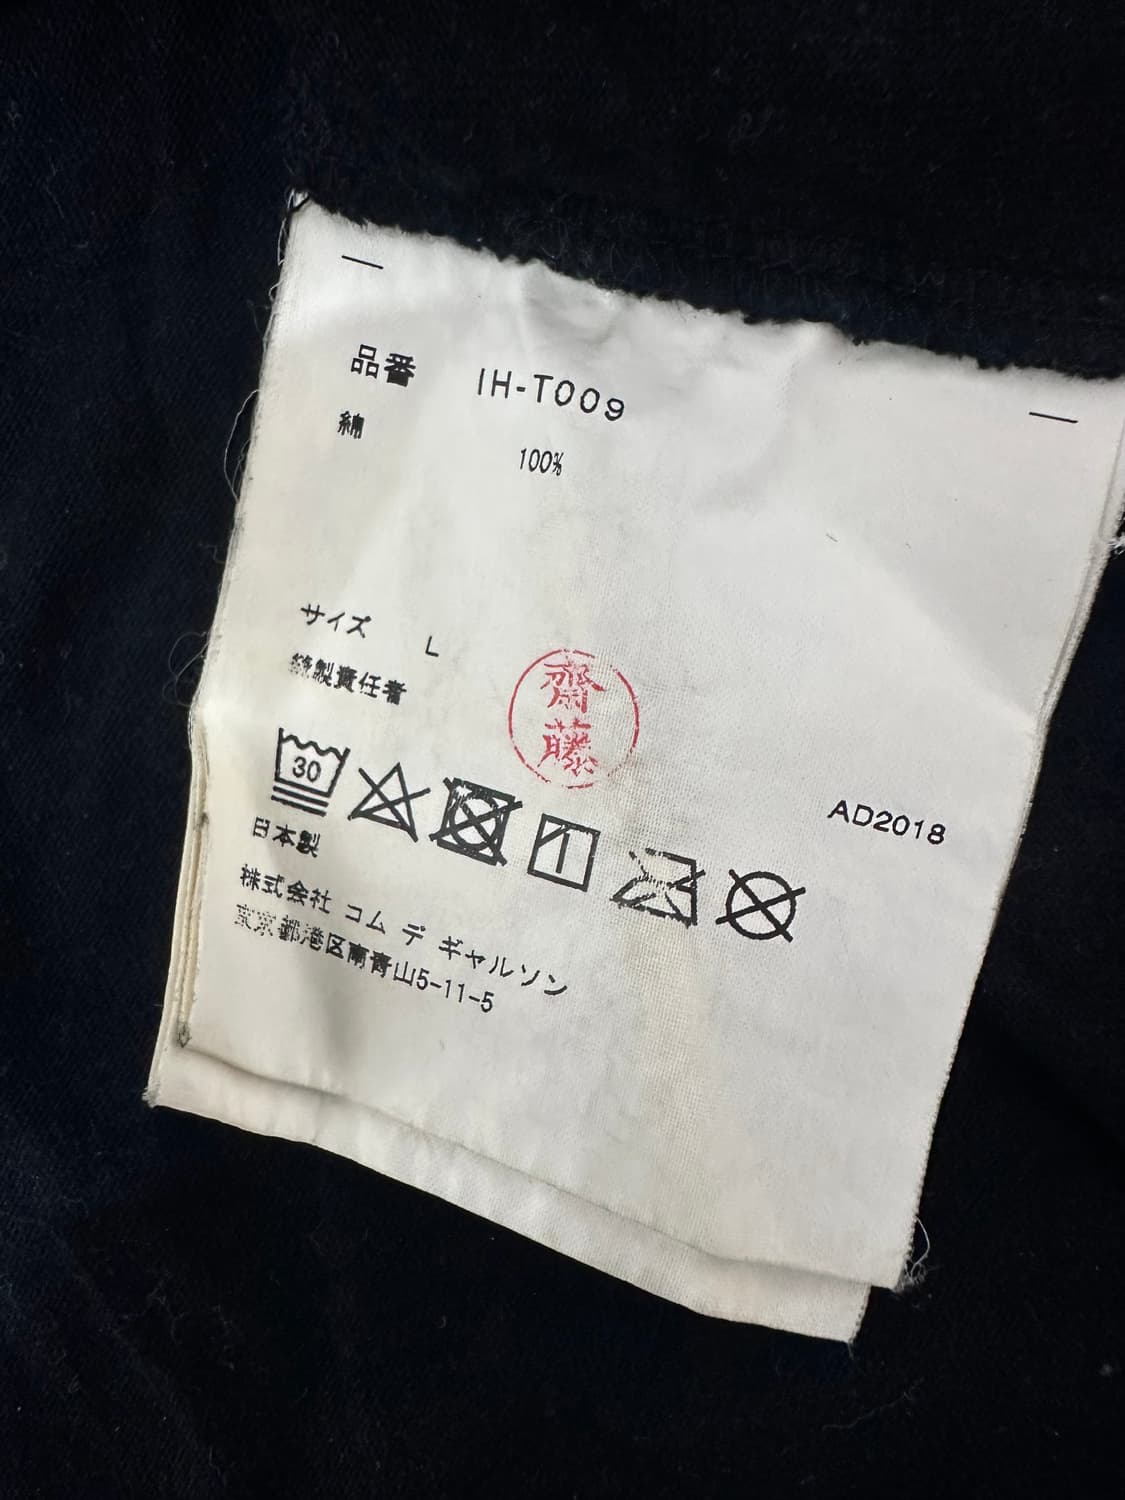 品番 IH-T009
綿 100%
サイズ L
縫製責任者
齋藤
30
AD2018
日本製
株式会社 コム デ ギャルソン
東京都港区南青山5-11-5